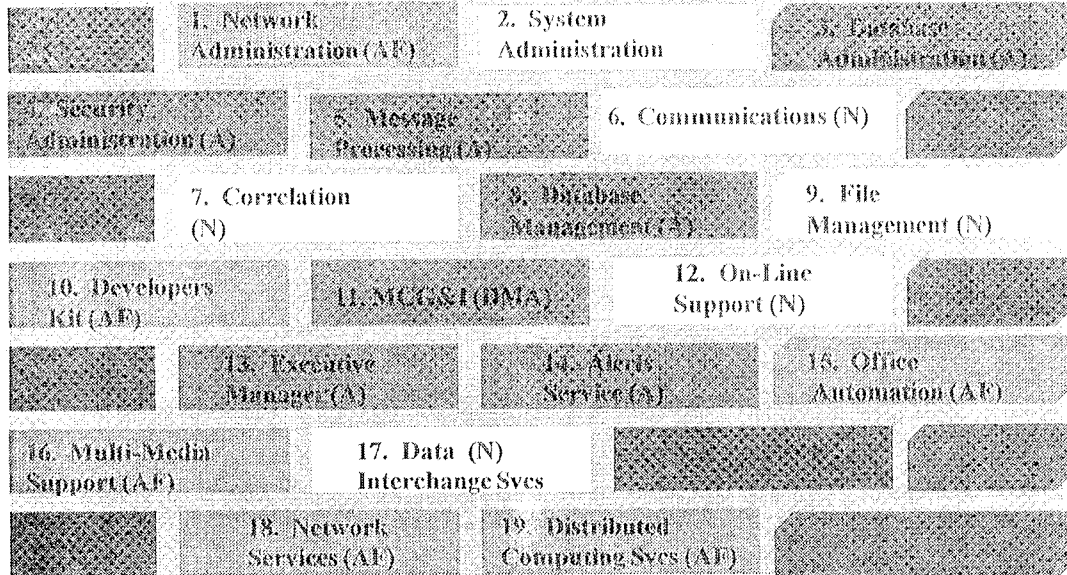 1. Network
Administration (AF)
2. System
Administration
3. Database
Administration (A)
4. Security
Administration (A)
5. Message
Processing (A)
6. Communications (N)
7. Correlation
(N)
8. Database
Management (A)
9. File
Management (N)
10. Developers
Kit (AF)
11. MCG&I (DMA)
12. On-Line
Support (N)
13. Executive
Manager (A)
14. Alerts
Service (A)
15. Office
Automation (AF)
16. Multi-Media
Support (AF)
17. Data (N)
Interchange Svcs
18. Network
Services (AF)
19. Distributed
Computing Svcs (AF)